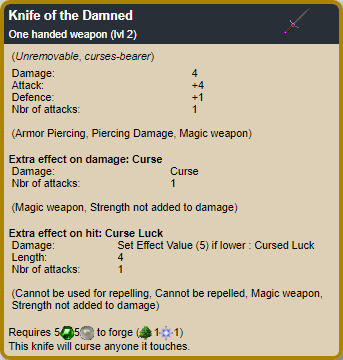 Knife of the Damned
One handed weapon (lvl 2)
(Unremovable, curses-bearer)
Damage: 4
Attack: +4
Defence: +1
Nbr of attacks: 1
(Armor Piercing, Piercing Damage, Magic weapon)
Extra effect on damage: Curse
Damage: Curse
Nbr of attacks: 1
(Magic weapon, Strength not added to damage)
Extra effect on hit: Curse Luck
Damage: Set Effect Value (5) if lower : Cursed Luck
Length: 4
Nbr of attacks: 1
(Cannot be used for repelling, Cannot be repelled, Magic weapon,
Strength not added to damage)
Requires 5 5 to forge ( 1 1)
This knife will curse anyone it touches.